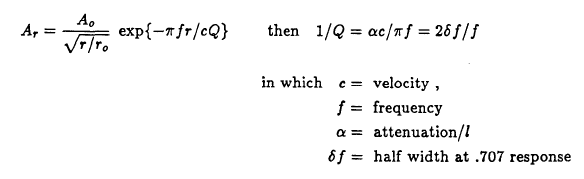 A_r = A_o / √(r/r_o) exp{−πfr/cQ} then 1/Q = αc/πf = 2δf/f
in which c = velocity ,
f = frequency
α = attenuation/l
δf = half width at .707 response